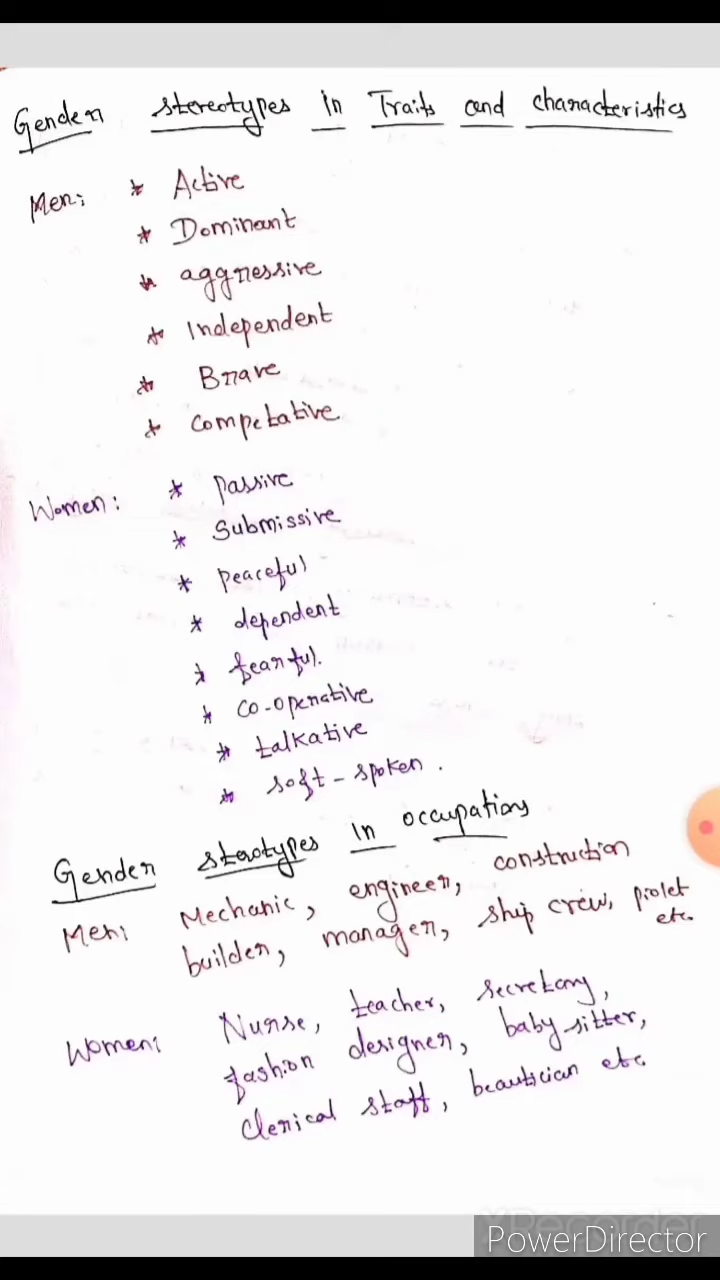 Gender stereotypes in Traits and characteristics
Men: * Active
* Dominant
* aggressive
* Independent
* Brave
* competative
Women: * passive
* submissive
* peaceful
* dependent
* fearful.
* co-operative
* talkative
* soft-spoken.
Gender sterotypes in occupations
Men: Mechanic, engineer, construction
builder, manager, ship crew, piolet
etc
Women: Nurse, teacher, secretary,
fashion designer, baby sitter,
clerical staff, beautician etc
XRecorder
PowerDirector